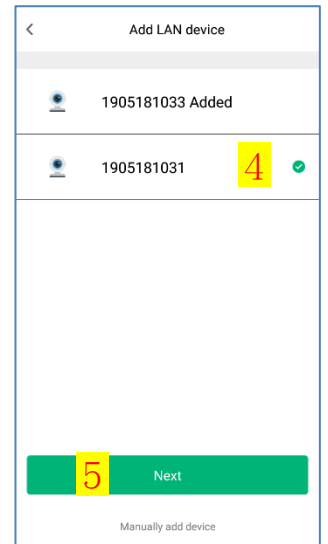 Add LAN device
1905181033 Added
1905181031 4
5 Next
Manually add device